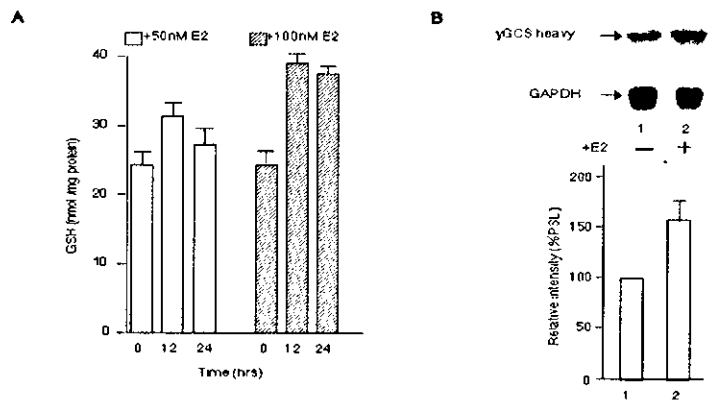 A
+50nM E2
+100nM E2
GSH (nmol/mg protein)
40
30
20
10
0
0 12 24
0 12 24
Time (hrs)
B
γGCS heavy
GAPDH
1 2
+E2 — +
Relative intensity (%PSL)
200
150
100
50
0
1 2